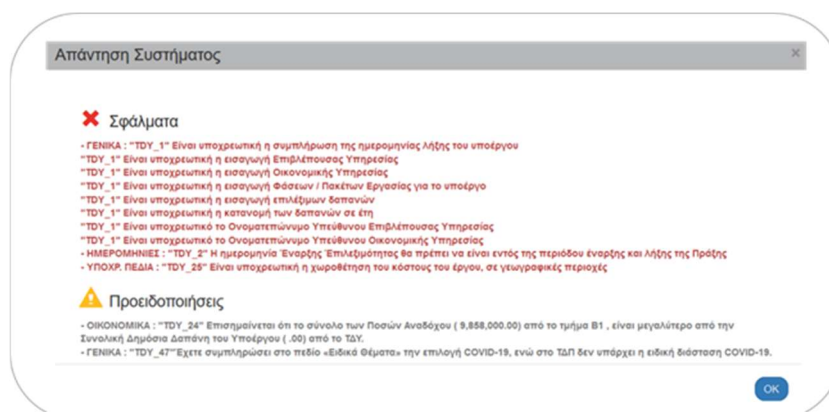 Απάντηση Συστήματος
×
Σφάλματα
- ΓΕΝΙΚΑ : "TDY_1" Είναι υποχρεωτική η συμπλήρωση της ημερομηνίας λήξης του υποέργου
"TDY_1" Είναι υποχρεωτική η εισαγωγή Επιβλέπουσας Υπηρεσίας
"TDY_1" Είναι υποχρεωτική η εισαγωγή Οικονομικής Υπηρεσίας
"TDY_1" Είναι υποχρεωτική η εισαγωγή Φάσεων / Πακέτων Εργασίας για το υποέργο
"TDY_1" Είναι υποχρεωτική η εισαγωγή επιλέξιμων δαπανών
"TDY_1" Είναι υποχρεωτική η κατανομή των δαπανών σε έτη
"TDY_1" Είναι υποχρεωτικό το Ονοματεπώνυμο Υπεύθυνου Επιβλέπουσας Υπηρεσίας
"TDY_1" Είναι υποχρεωτικό το Ονοματεπώνυμο Υπεύθυνου Οικονομικής Υπηρεσίας
- ΗΜΕΡΟΜΗΝΙΕΣ : "TDY_2" Η ημερομηνία Έναρξης Έπιλεξιμότητας θα πρέπει να είναι εντός της περιόδου έναρξης και λήξης της Πράξης
- ΥΠΟΧΡ. ΠΕΔΙΑ : "TDY_25" Είναι υποχρεωτική η χωροθέτηση του κόστους του έργου, σε γεωγραφικές περιοχές
Προειδοποιήσεις
- ΟΙΚΟΝΟΜΙΚΑ : "TDY_24" Επισημαίνεται ότι το σύνολο των Ποσών Αναδόχου ( 9,858,000.00) από το τμήμα Β1 , είναι μεγαλύτερο από την
Συνολική Δημόσια Δαπάνη του Υποέργου ( .00) από το ΤΔΥ.
- ΓΕΝΙΚΑ : "TDY_47"Έχετε συμπληρώσει στο πεδίο «Ειδικά Θέματα» την επιλογή COVID-19, ενώ στο ΤΔΠ δεν υπάρχει η ειδική διάσταση COVID-19.
OK